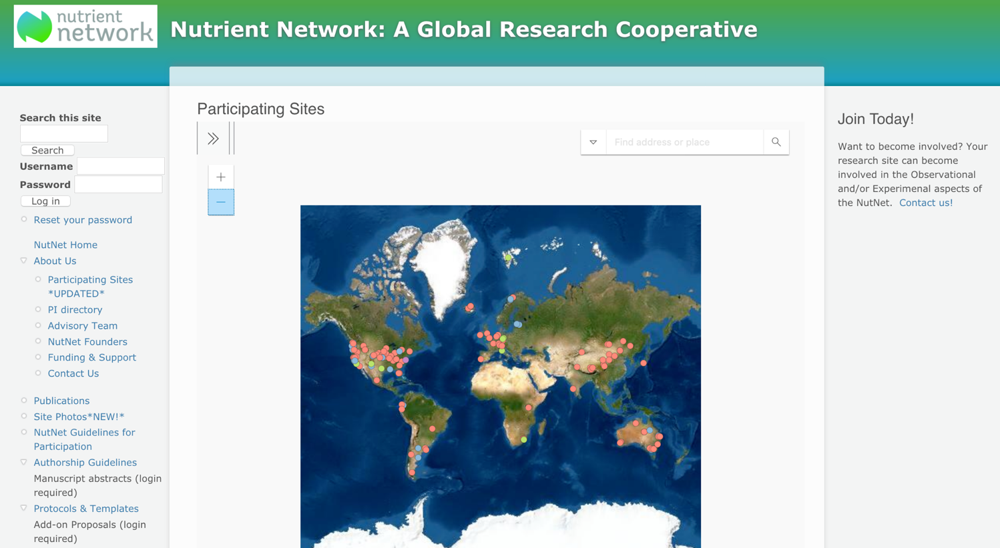 nutrient
network
Nutrient Network: A Global Research Cooperative
Search this site
Search
Username
Password
Log in
Reset your password
NutNet Home
About Us
Participating Sites
*UPDATED*
PI directory
Advisory Team
NutNet Founders
Funding & Support
Contact Us
Publications
Site Photos*NEW!*
NutNet Guidelines for
Participation
Authorship Guidelines
Manuscript abstracts (login
required)
Protocols & Templates
Add-on Proposals (login
required)
Participating Sites
Find address or place
Join Today!
Want to become involved? Your
research site can become
involved in the Observational
and/or Experimenal aspects of
the NutNet. Contact us!